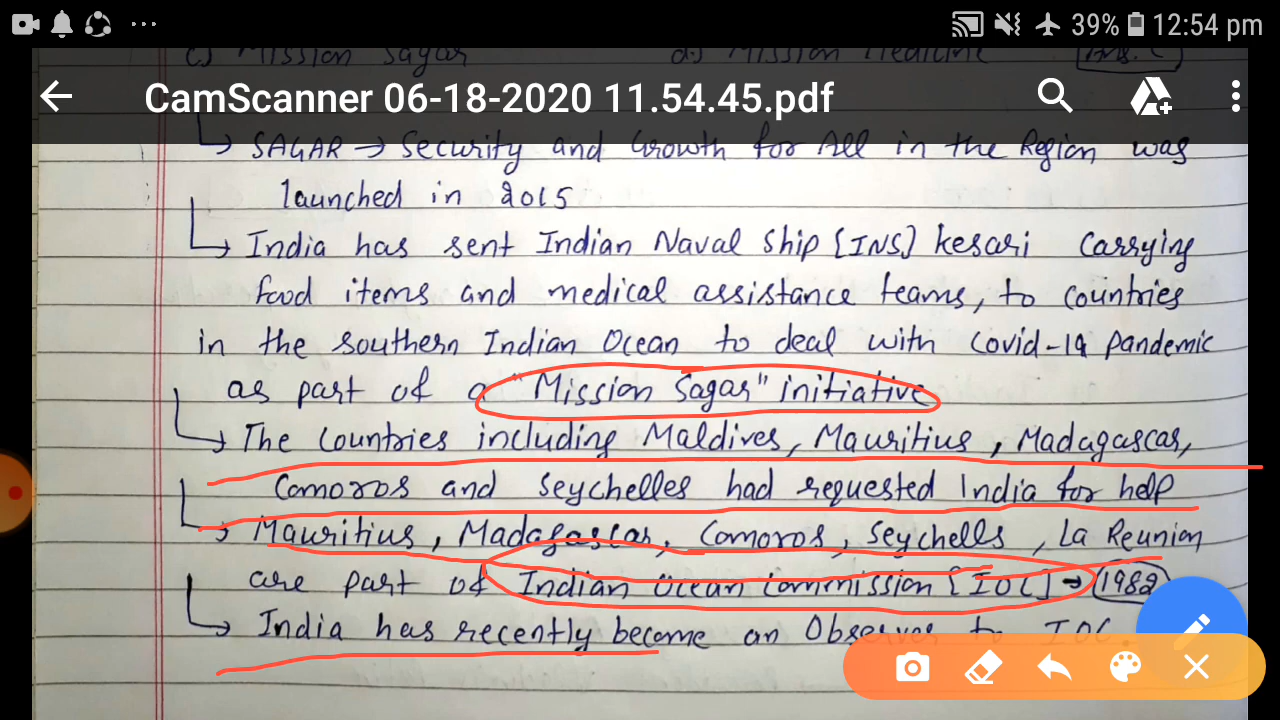 39% 12:54 pm
c) Mission Sagar d) Mission Medicine Ans. C
CamScanner 06-18-2020 11.54.45.pdf
SAGAR → Security and Growth for All in the Region was
launched in 2015
India has sent Indian Naval Ship [INS] kesari carrying
food items and medical assistance teams, to countries
in the southern Indian Ocean to deal with Covid-19 pandemic
as part of a "Mission Sagar" initiative
The countries including Maldives, Mauritius, Madagascar,
Comoros and Seychelles had requested India for help
Mauritius, Madagascar, Comoros, Seychells, La Reunion
are part of Indian Ocean Commission [IOC] → 1982
India has recently become an Observer to IOC.